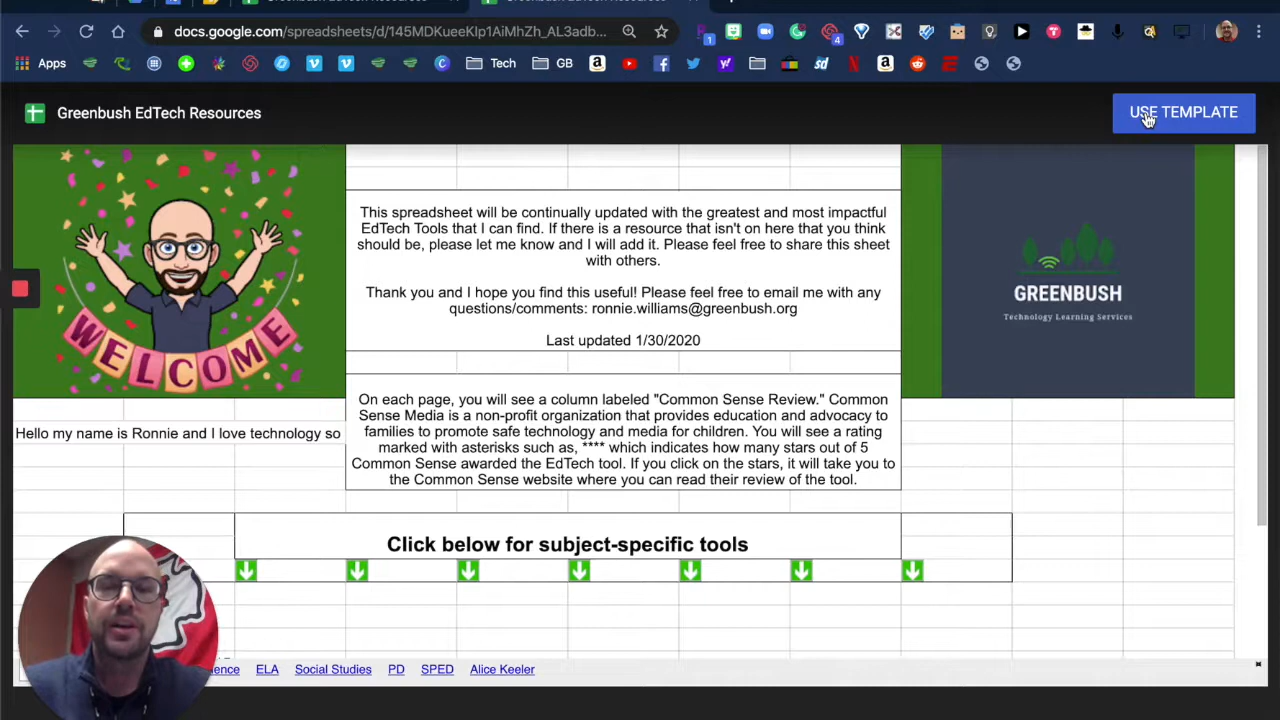 docs.google.com/spreadsheets/d/145MDKueeKlp1AiMhZh_AL3adb...
1
4
Apps
Tech
GB
sd
Greenbush EdTech Resources
USE TEMPLATE
WELCOME
This spreadsheet will be continually updated with the greatest and most impactful
EdTech Tools that I can find. If there is a resource that isn't on here that you think
should be, please let me know and I will add it. Please feel free to share this sheet
with others.
Thank you and I hope you find this useful! Please feel free to email me with any
questions/comments: ronnie.williams@greenbush.org
Last updated 1/30/2020
GREENBUSH
Technology Learning Services
On each page, you will see a column labeled "Common Sense Review." Common
Sense Media is a non-profit organization that provides education and advocacy to
families to promote safe technology and media for children. You will see a rating
marked with asterisks such as, **** which indicates how many stars out of 5
Common Sense awarded the EdTech tool. If you click on the stars, it will take you to
the Common Sense website where you can read their review of the tool.
Hello my name is Ronnie and I love technology so
Click below for subject-specific tools
ence ELA Social Studies PD SPED Alice Keeler